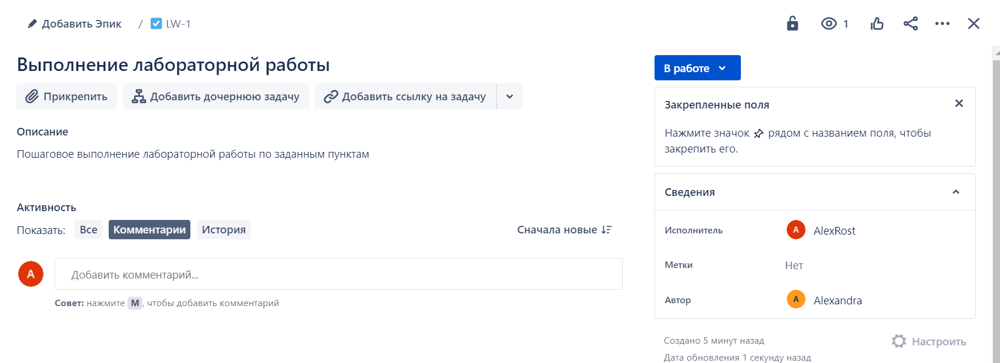 Добавить Эпик / LW-1
1
Выполнение лабораторной работы
Прикрепить
Добавить дочернюю задачу
Добавить ссылку на задачу
Описание
Пошаговое выполнение лабораторной работы по заданным пунктам
Активность
Показать: Все Комментарии История
Сначала новые
A
Добавить комментарий...
Совет: нажмите M, чтобы добавить комментарий
В работе
Закрепленные поля
Нажмите значок рядом с названием поля, чтобы
закрепить его.
Сведения
Исполнитель A AlexRost
Метки Нет
Автор A Alexandra
Создано 5 минут назад
Настроить
Дата обновления 1 секунду назад